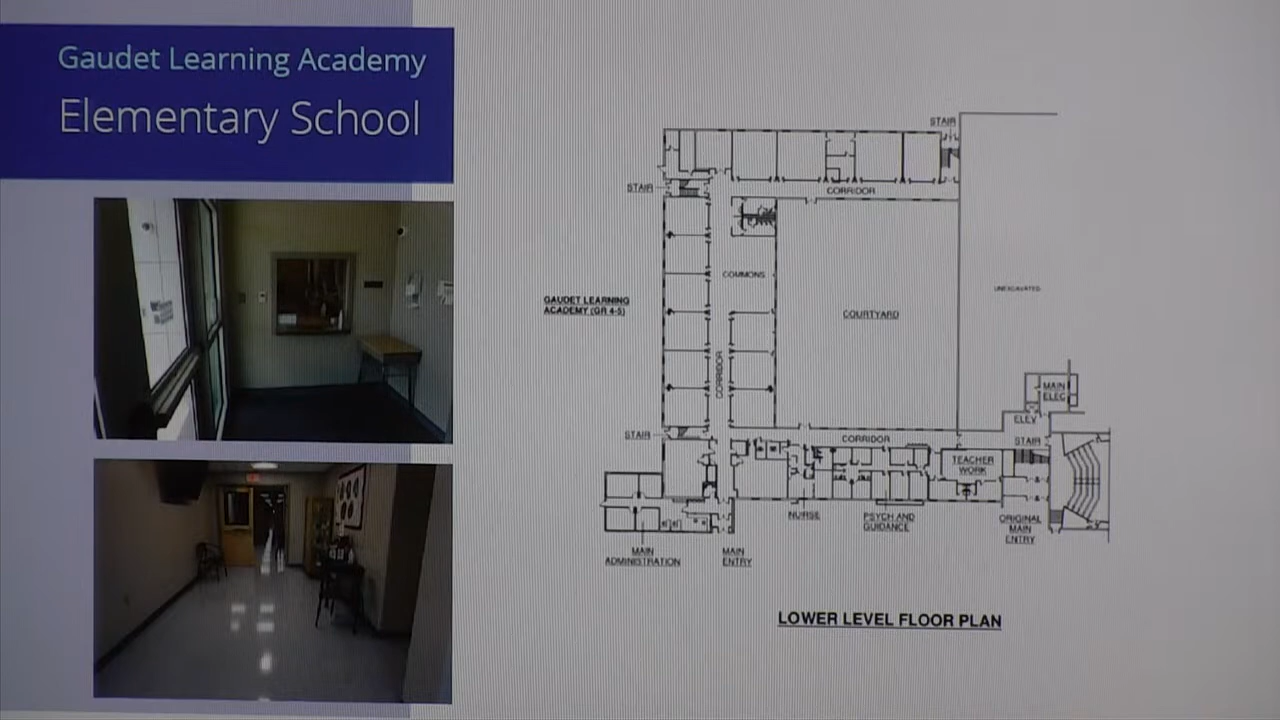 Gaudet Learning Academy
Elementary School
STAIR
STAIR
CORRIDOR
COMMONS
UNEXCAVATED
GAUDET LEARNING
ACADEMY (GR 4-5)
COURTYARD
CORRIDOR
MAIN
ELEC
ELEV
STAIR
CORRIDOR
STAIR
TEACHER
WORK
NURSE
PSYCH AND
GUIDANCE
ORIGINAL
MAIN
ENTRY
MAIN
ADMINISTRATION
MAIN
ENTRY
LOWER LEVEL FLOOR PLAN